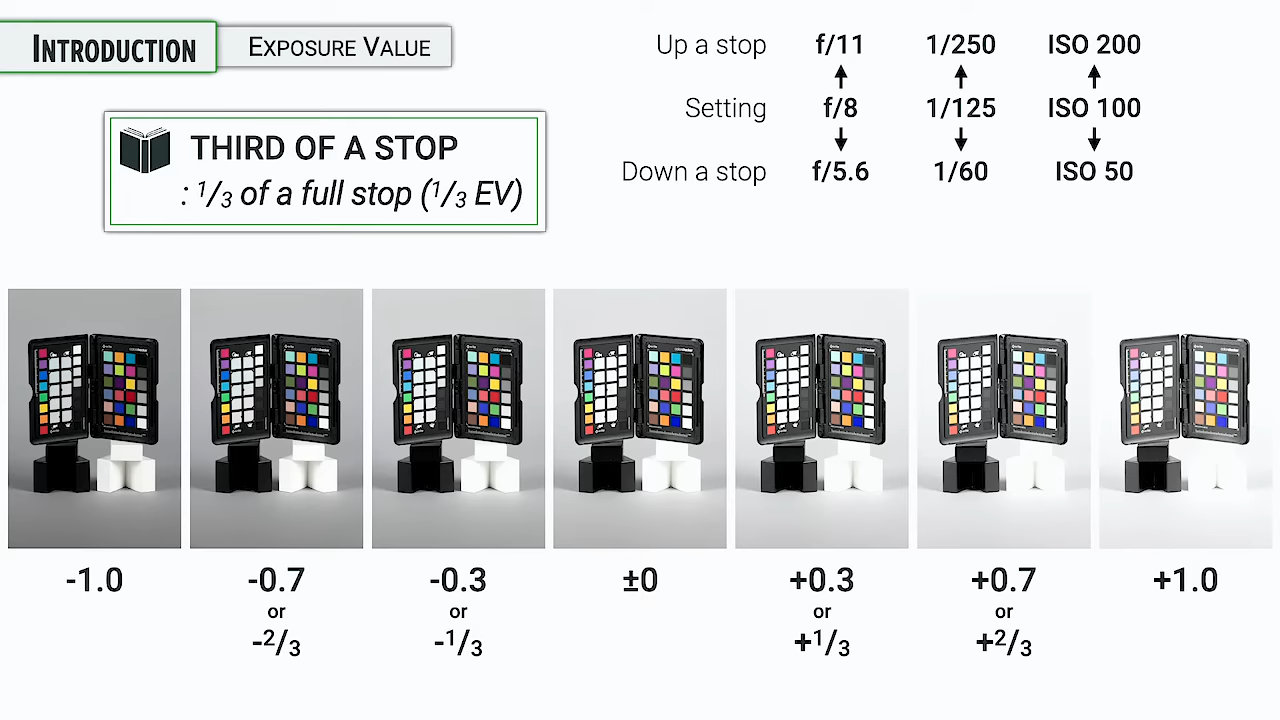 INTRODUCTION
EXPOSURE VALUE
Up a stop f/11 1/250 ISO 200
Setting f/8 1/125 ISO 100
Down a stop f/5.6 1/60 ISO 50
THIRD OF A STOP
: 1/3 of a full stop (1/3 EV)
-1.0 -0.7 -0.3 ±0 +0.3 +0.7 +1.0
or or or or
-2/3 -1/3 +1/3 +2/3